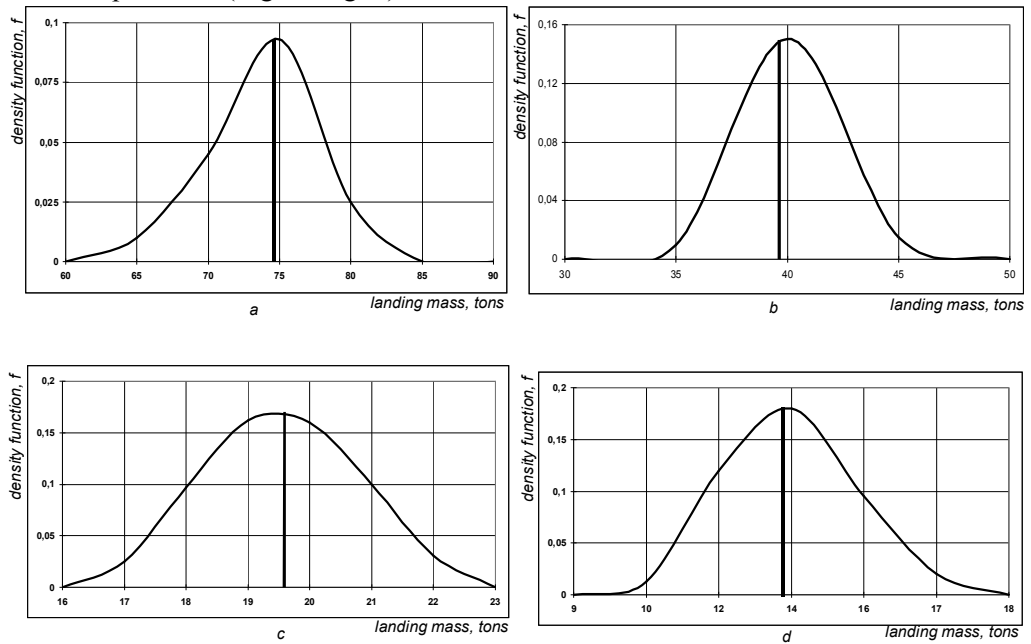 density function, f
0,1
0,075
0,05
0,025
0
60 65 70 75 80 85 90
a
landing mass, tons
density function, f
0,16
0,12
0,08
0,04
0
30 35 40 45 50
b
landing mass, tons
density function, f
0,2
0,15
0,1
0,05
0
16 17 18 19 20 21 22 23
c
landing mass, tons
density function, f
0,2
0,15
0,1
0,05
0
9 10 12 14 16 17 18
d
landing mass, tons